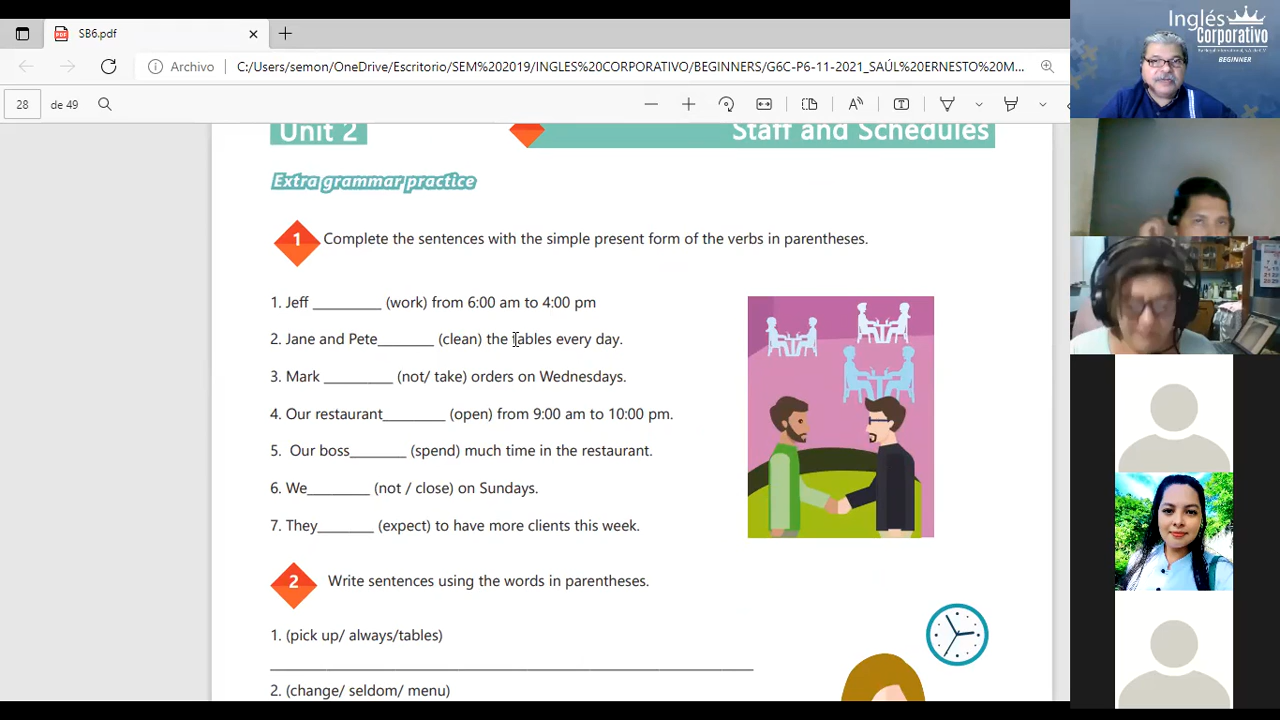 SB6.pdf
Archivo
C:/Users/semon/OneDrive/Escritorio/SEM%202019/INGLES%20CORPORATIVO/BEGINNERS/G6C-P6-11-2021_SAÚL%20ERNESTO%20M...
28
de 49
Inglés
Corporativo
BEGINNER
Unit 2
Staff and Schedules
Extra grammar practice
1 Complete the sentences with the simple present form of the verbs in parentheses.
1. Jeff _________ (work) from 6:00 am to 4:00 pm
2. Jane and Pete_______ (clean) the tables every day.
3. Mark _________ (not/ take) orders on Wednesdays.
4. Our restaurant________ (open) from 9:00 am to 10:00 pm.
5. Our boss_______ (spend) much time in the restaurant.
6. We_________ (not / close) on Sundays.
7. They_______ (expect) to have more clients this week.
2 Write sentences using the words in parentheses.
1. (pick up/ always/tables)
2. (change/ seldom/ menu)